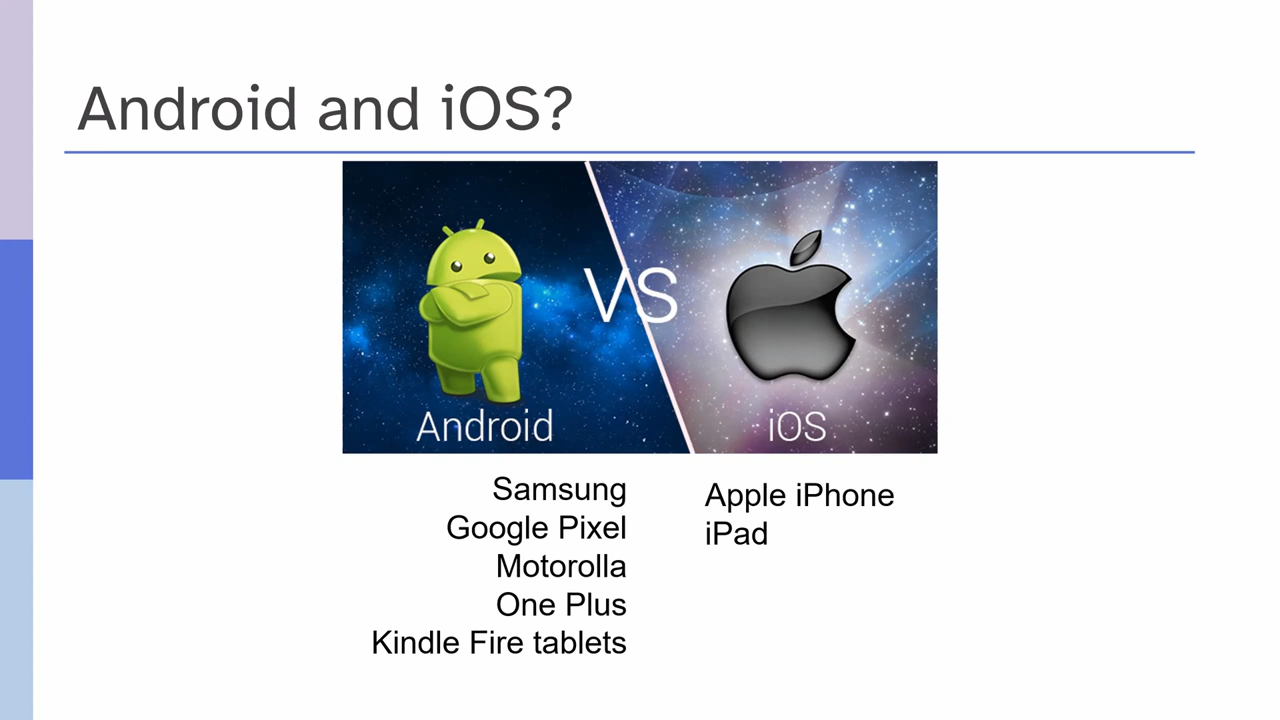 Android and iOS?
VS
Android
iOS
Samsung
Google Pixel
Motorolla
One Plus
Kindle Fire tablets
Apple iPhone
iPad